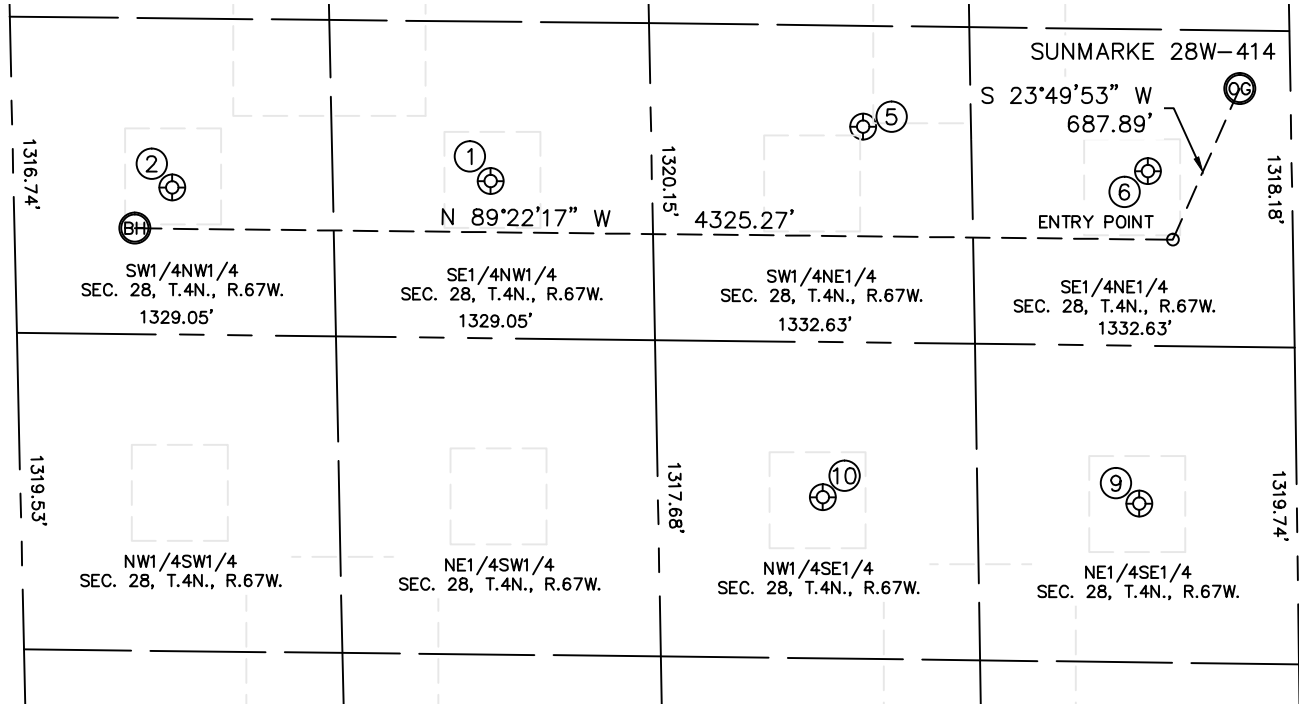 SUNMARKE 28W-414
OG
S 23°49'53" W
687.89'
5
1316.74'
2
1
1320.15'
6
1318.18'
BH
N 89°22'17" W 4325.27'
ENTRY POINT
SW1/4NW1/4
SEC. 28, T.4N., R.67W.
1329.05'
SE1/4NW1/4
SEC. 28, T.4N., R.67W.
1329.05'
SW1/4NE1/4
SEC. 28, T.4N., R.67W.
1332.63'
SE1/4NE1/4
SEC. 28, T.4N., R.67W.
1332.63'
1319.53'
1317.68'
10
9
1319.74'
NW1/4SW1/4
SEC. 28, T.4N., R.67W.
NE1/4SW1/4
SEC. 28, T.4N., R.67W.
NW1/4SE1/4
SEC. 28, T.4N., R.67W.
NE1/4SE1/4
SEC. 28, T.4N., R.67W.